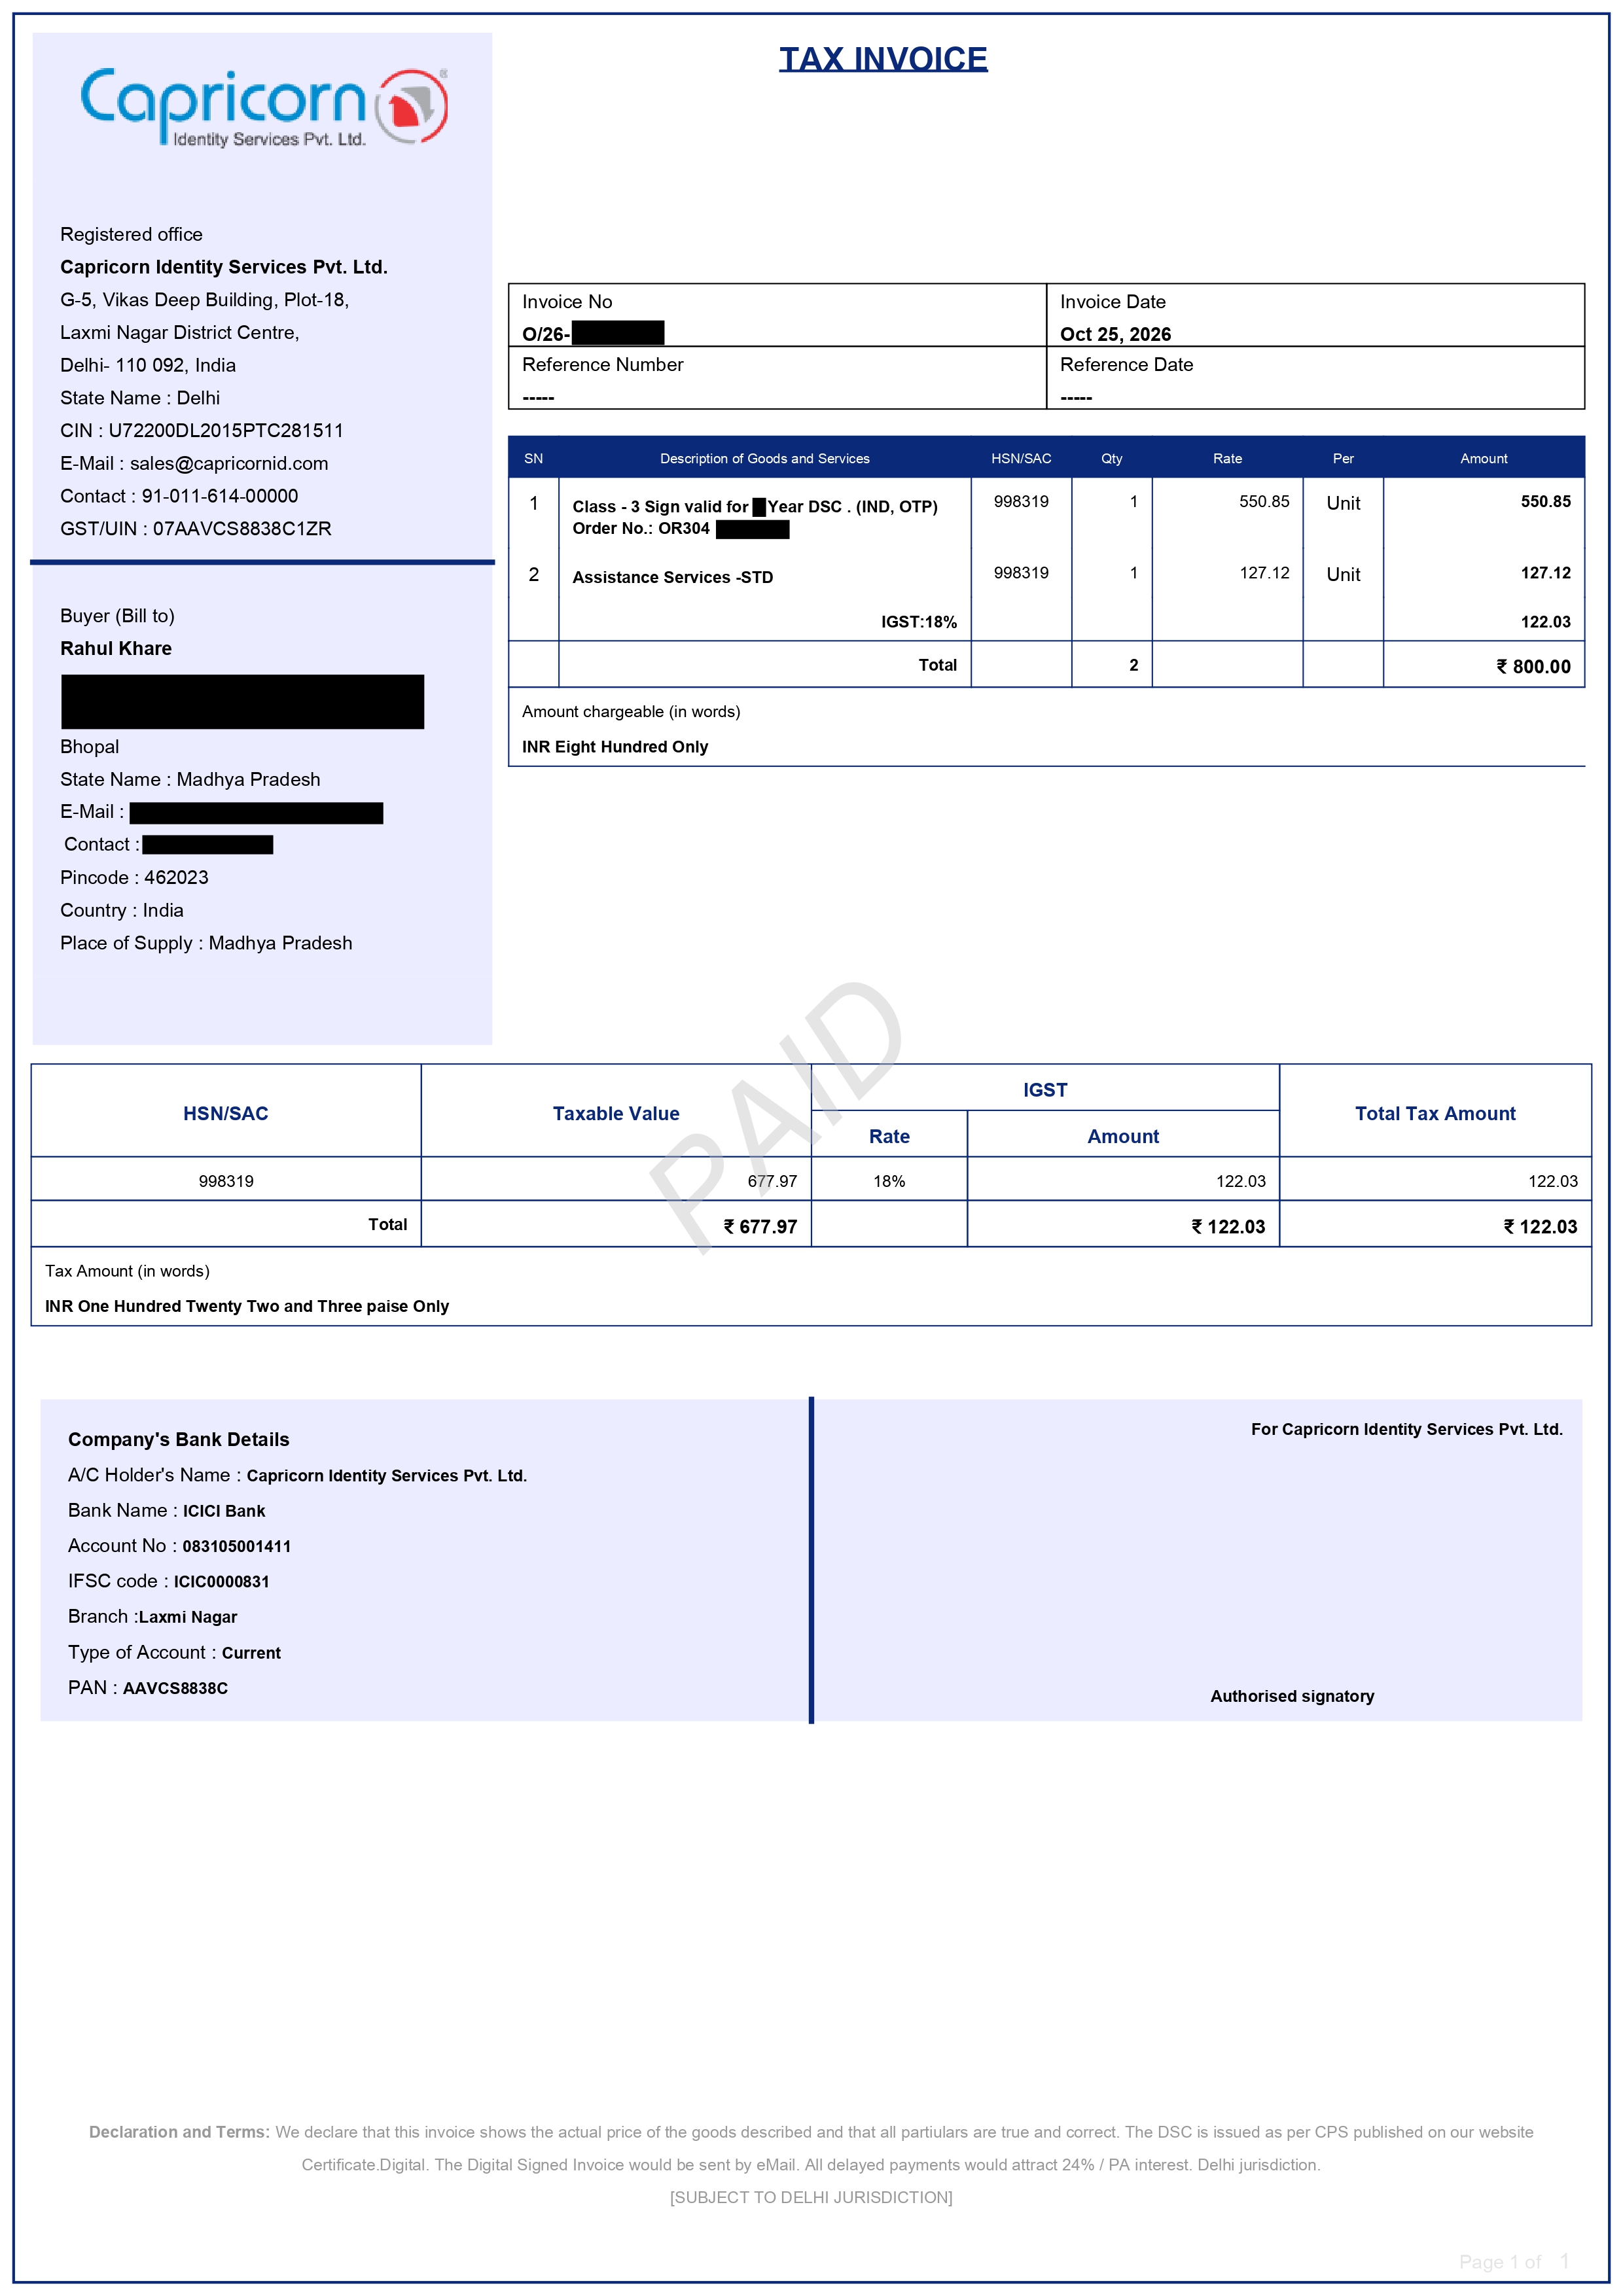 TAX INVOICE
Capricorn ®
Identity Services Pvt. Ltd.
Registered office
Capricorn Identity Services Pvt. Ltd.
G-5, Vikas Deep Building, Plot-18,
Laxmi Nagar District Centre,
Delhi- 110 092, India
State Name : Delhi
CIN : U72200DL2015PTC281511
E-Mail : sales@capricornid.com
Contact : 91-011-614-00000
GST/UIN : 07AAVCS8838C1ZR
Buyer (Bill to)
Rahul Khare
Bhopal
State Name : Madhya Pradesh
E-Mail :
Contact :
Pincode : 462023
Country : India
Place of Supply : Madhya Pradesh
Invoice No Invoice Date
O/26- Oct 25, 2026
Reference Number Reference Date
----- -----
SN Description of Goods and Services HSN/SAC Qty Rate Per Amount
1 Class - 3 Sign valid for Year DSC . (IND, OTP) 998319 1 550.85 Unit 550.85
Order No.: OR304
2 Assistance Services -STD 998319 1 127.12 Unit 127.12
IGST:18% 122.03
Total 2 ₹ 800.00
Amount chargeable (in words)
INR Eight Hundred Only
PAID
HSN/SAC Taxable Value IGST Total Tax Amount
Rate Amount
998319 677.97 18% 122.03 122.03
Total ₹ 677.97 ₹ 122.03 ₹ 122.03
Tax Amount (in words)
INR One Hundred Twenty Two and Three paise Only
Company's Bank Details
A/C Holder's Name : Capricorn Identity Services Pvt. Ltd.
Bank Name : ICICI Bank
Account No : 083105001411
IFSC code : ICIC0000831
Branch :Laxmi Nagar
Type of Account : Current
PAN : AAVCS8838C
For Capricorn Identity Services Pvt. Ltd.
Authorised signatory
Declaration and Terms: We declare that this invoice shows the actual price of the goods described and that all partiulars are true and correct. The DSC is issued as per CPS published on our website
Certificate.Digital. The Digital Signed Invoice would be sent by eMail. All delayed payments would attract 24% / PA interest. Delhi jurisdiction.
[SUBJECT TO DELHI JURISDICTION]
Page 1 of 1